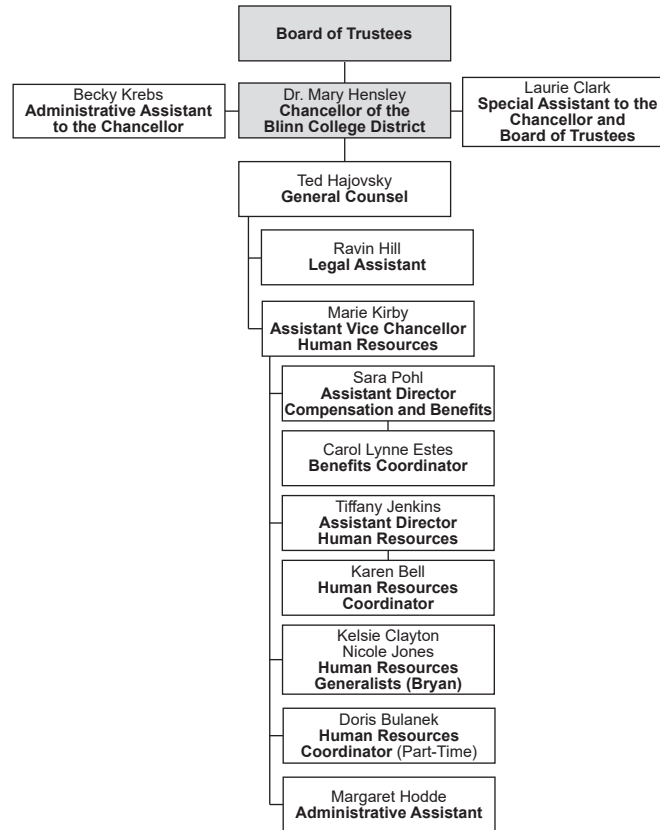 Board of Trustees
Becky Krebs
Administrative Assistant
to the Chancellor
Dr. Mary Hensley
Chancellor of the
Blinn College District
Laurie Clark
Special Assistant to the
Chancellor and
Board of Trustees
Ted Hajovsky
General Counsel
Ravin Hill
Legal Assistant
Marie Kirby
Assistant Vice Chancellor
Human Resources
Sara Pohl
Assistant Director
Compensation and Benefits
Carol Lynne Estes
Benefits Coordinator
Tiffany Jenkins
Assistant Director
Human Resources
Karen Bell
Human Resources
Coordinator
Kelsie Clayton
Nicole Jones
Human Resources
Generalists (Bryan)
Doris Bulanek
Human Resources
Coordinator (Part-Time)
Margaret Hodde
Administrative Assistant